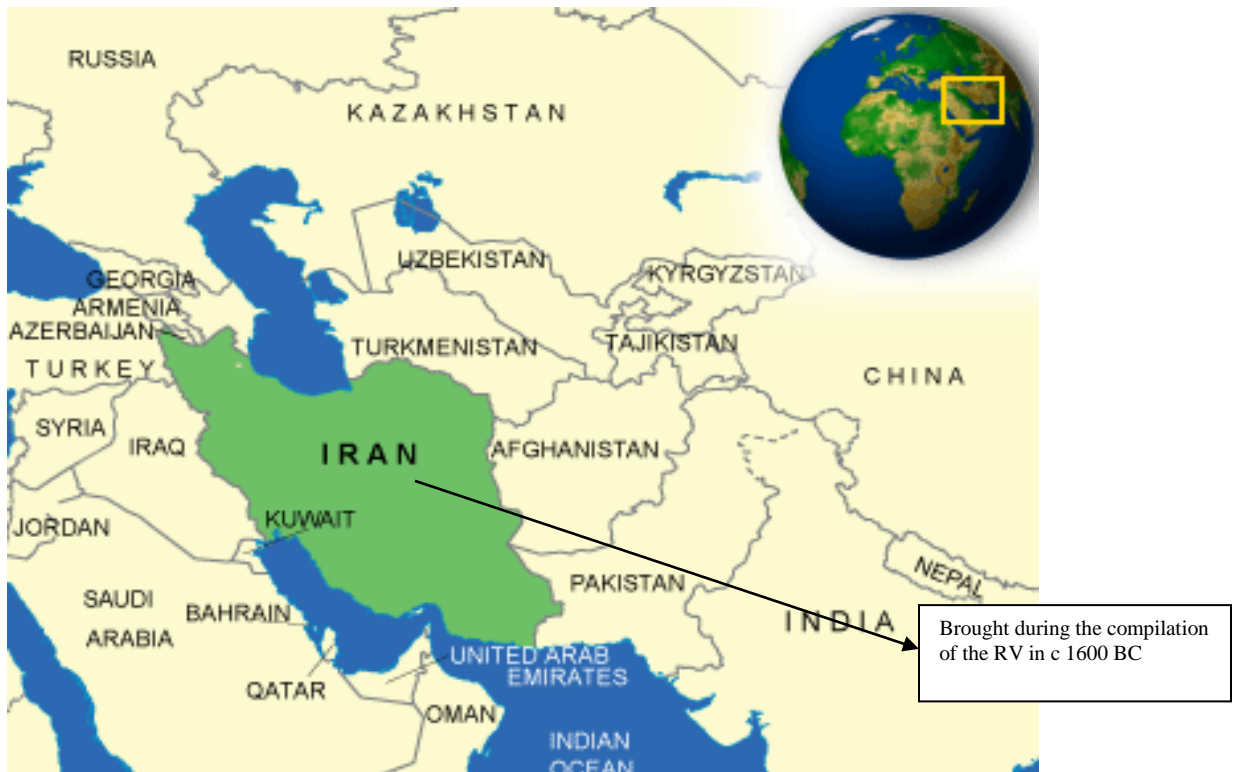 RUSSIA
KAZAKHSTAN
UZBEKISTAN
KYRGYZSTAN
GEORGIA
ARMENIA
AZERBAIJAN
TURKEY
TURKMENISTAN
TAJIKISTAN
CHINA
SYRIA
IRAQ
IRAN
AFGHANISTAN
JORDAN
KUWAIT
PAKISTAN
NEPAL
SAUDI
ARABIA
BAHRAIN
INDIA
UNITED ARAB
EMIRATES
QATAR
OMAN
INDIAN
OCEAN
Brought during the compilation
of the RV in c 1600 BC